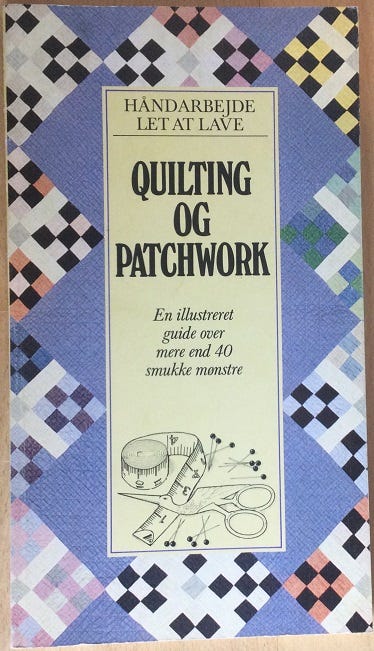 HÅNDARBEJDE
LET AT LAVE
QUILTING
OG
PATCHWORK
En illustreret
guide over
mere end 40
smukke mønstre